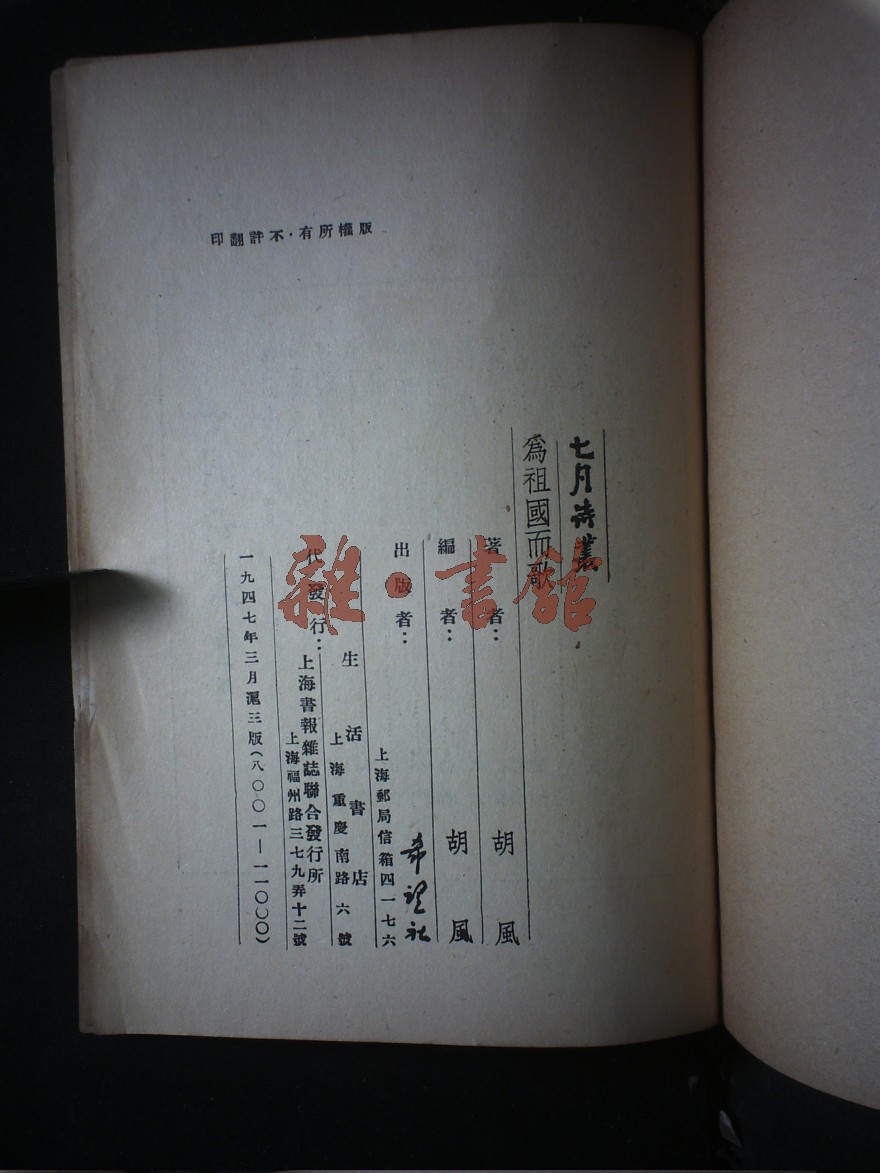 版權所有·不許翻印
七月詩叢
為祖國而歌
著者：胡風
編者：胡風
出版者：希望社
上海郵局信箱四一七六
生活書店
上海重慶南路六號
代發行：上海書報雜誌聯合發行所
上海福州路三七九弄十二號
一九四七年三月滬三版(八〇〇一—一一〇〇〇)
雜·書館